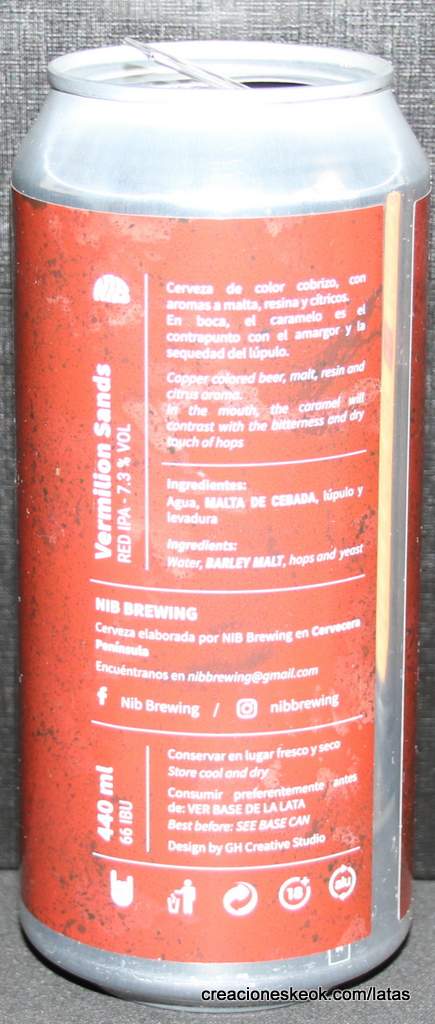 Vermilion Sands
RED IPA - 7.3 % VOL
Cerveza de color cobrizo, con
aromas a malta, resina y cítricos.
En boca, el caramelo es el
contrapunto con el amargor y la
sequedad del lúpulo.
Copper colored beer, malt, resin and
citrus aroma.
In the mouth, the caramel will
contrast with the bitterness and dry
touch of hops
Ingredientes:
Agua, MALTA DE CEBADA, lúpulo y
levadura
Ingredients:
Water, BARLEY MALT, hops and yeast
NIB BREWING
Cerveza elaborada por NIB Brewing en Cervecera
Península
Encuéntranos en nibbrewing@gmail.com
f Nib Brewing / nibbrewing
440 ml
66 IBU
Conservar en lugar fresco y seco
Store cool and dry
Consumir preferentemente antes
de: VER BASE DE LA LATA
Best before: SEE BASE CAN
Design by GH Creative Studio
18+ alu
creacioneskeok.com/latas